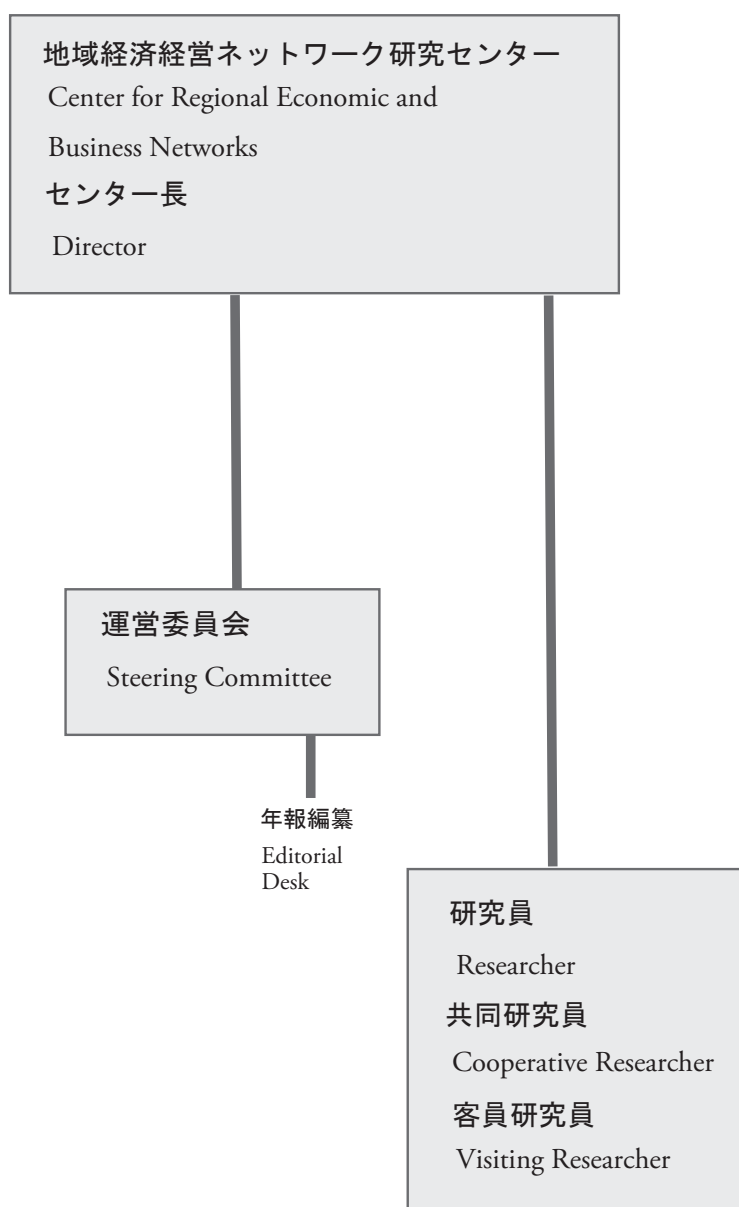 地域経済経営ネットワーク研究センター
Center for Regional Economic and
Business Networks
センター長
Director
運営委員会
Steering Committee
年報編纂
Editorial
Desk
研究員
Researcher
共同研究員
Cooperative Researcher
客員研究員
Visiting Researcher